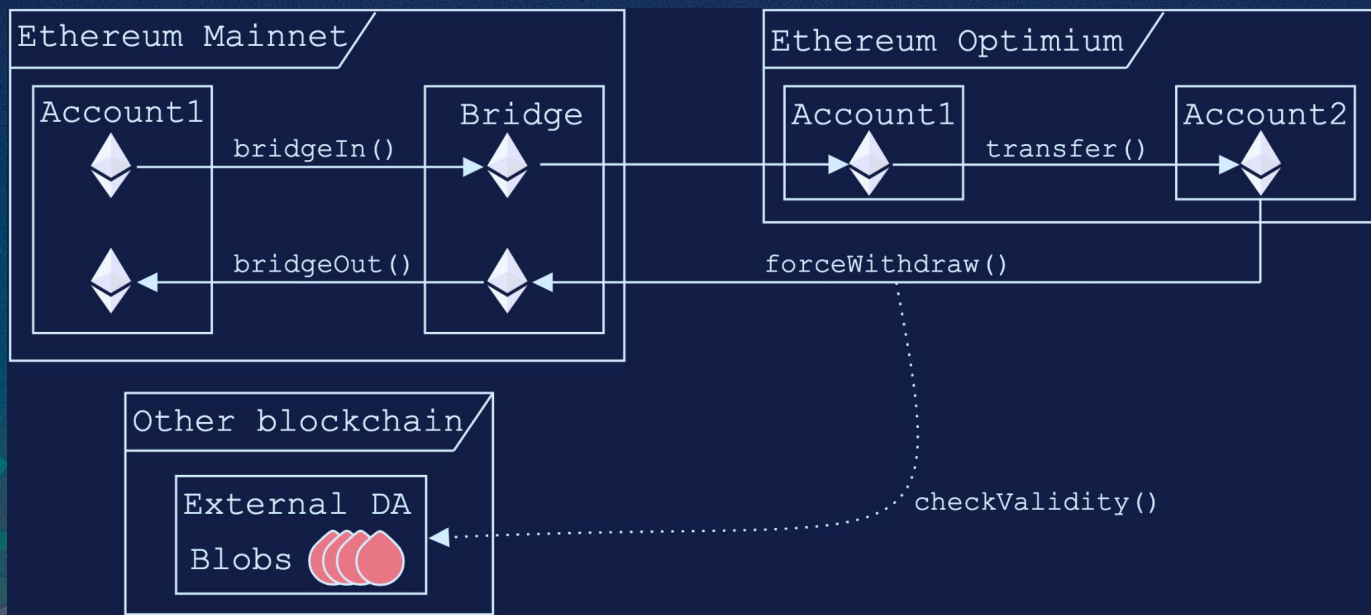 Ethereum Mainnet
Account1
bridgeIn()
Bridge
bridgeOut()
Ethereum Optimium
Account1
transfer()
Account2
forceWithdraw()
checkValidity()
Other blockchain
External DA
Blobs